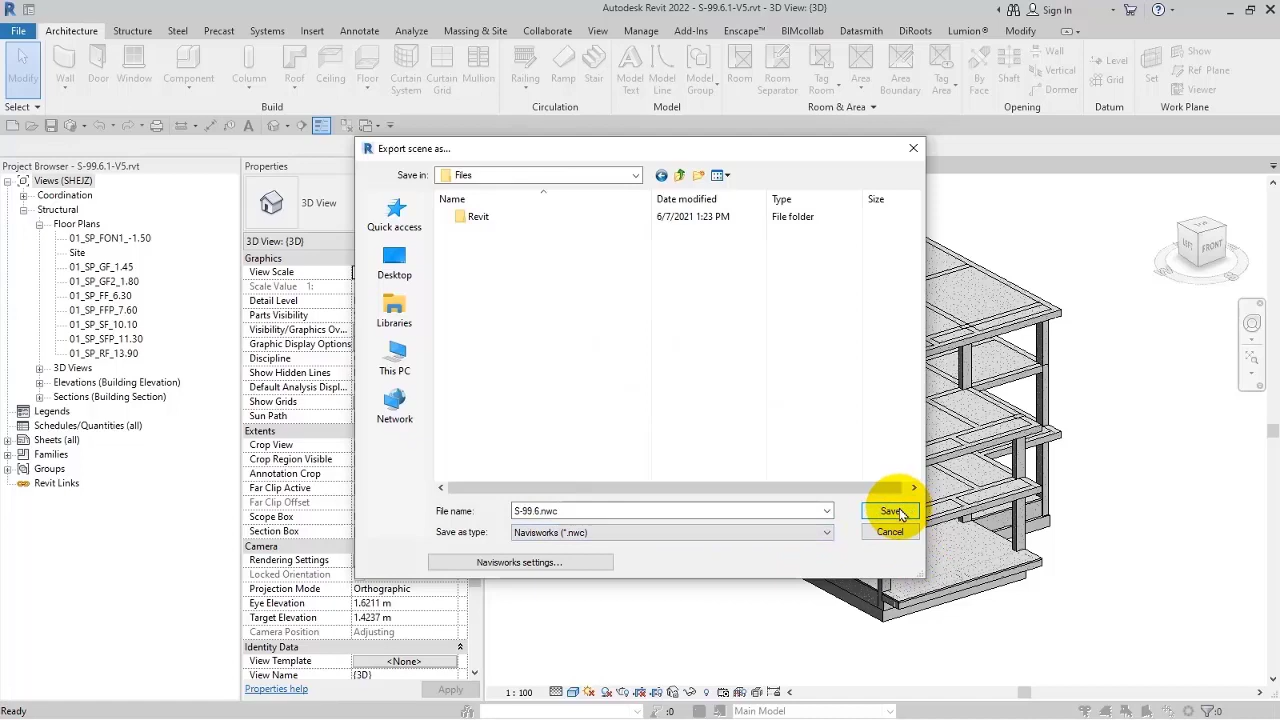 Autodesk Revit 2022 - S-99.6.1-V5.rvt - 3D View: {3D}
Sign In
File Architecture Structure Steel Precast Systems Insert Annotate Analyze Massing & Site Collaborate View Manage Add-Ins Enscape™ BIMcollab Datasmith DiRoots Lumion® Modify
Modify
Wall
Door
Window
Component
Column
Roof
Ceiling
Floor
Curtain System
Curtain Grid
Mullion
Railing
Ramp
Stair
Model Text
Model Line
Model Group
Room
Room Separator
Tag Room
Area
Area Boundary
Tag Area
By Face
Shaft
Wall
Vertical
Dormer
Level
Grid
Set
Show
Ref Plane
Viewer
Select
Build
Circulation
Model
Room & Area
Opening
Datum
Work Plane
Project Browser - S-99.6.1-V5.rvt
Views (SHEJZ)
Coordination
Structural
Floor Plans
01_SP_FON1_-1.50
Site
01_SP_GF_1.45
01_SP_GF2_1.80
01_SP_FF_6.30
01_SP_FFP_7.60
01_SP_SF_10.10
01_SP_SFP_11.30
01_SP_RF_13.90
3D Views
Elevations (Building Elevation)
Sections (Building Section)
Legends
Schedules/Quantities (all)
Sheets (all)
Families
Groups
Revit Links
Properties
3D View
3D View: {3D}
Graphics
View Scale
Scale Value 1:
Detail Level
Parts Visibility
Visibility/Graphics Ov...
Graphic Display Options
Discipline
Show Hidden Lines
Default Analysis Displ...
Show Grids
Sun Path
Extents
Crop View
Crop Region Visible
Annotation Crop
Far Clip Active
Far Clip Offset
Scope Box
Section Box
Camera
Rendering Settings
Locked Orientation
Projection Mode Orthographic
Eye Elevation 1.6211 m
Target Elevation 1.4237 m
Camera Position Adjusting
Identity Data
View Template <None>
View Name {3D}
Properties help
Apply
Export scene as...
Save in: Files
Name Date modified Type Size
Revit 6/7/2021 1:23 PM File folder
Quick access
Desktop
Libraries
This PC
Network
File name: S-99.6.nwc
Save
Save as type: Navisworks (*.nwc)
Cancel
Navisworks settings...
FRONT
1 : 100
Ready
:0
Main Model
:0